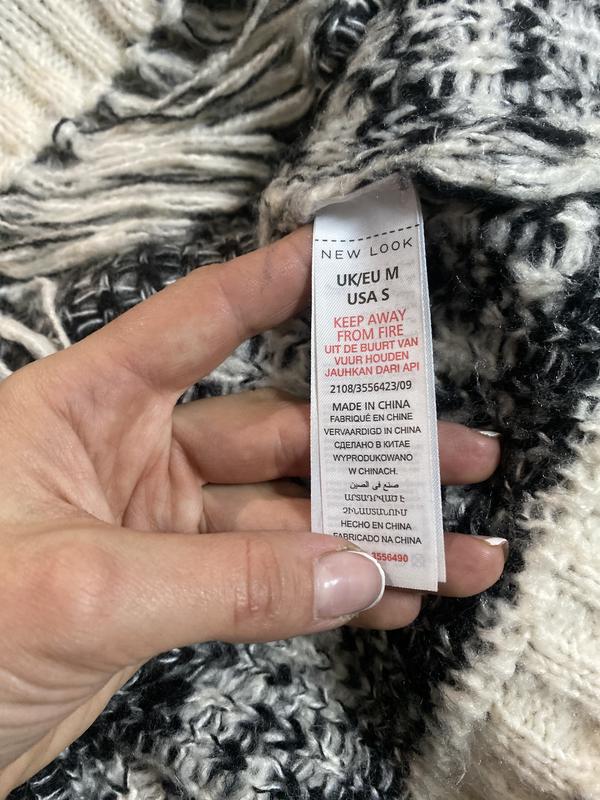 NEW LOOK
UK/EU M
USA S
KEEP AWAY
FROM FIRE
UIT DE BUURT VAN
VUUR HOUDEN
JAUHKAN DARI API
2108/3556423/09
MADE IN CHINA
FABRIQUÉ EN CHINE
VERVAARDIGD IN CHINA
СДЕЛАНО В КИТАЕ
WYPRODUKOWANO
W CHINACH.
صنع في الصين
ԱՐՏԱԴՐՎԱԾ Է
ՉԻՆԱՍՏԱՆՈՒՄ
HECHO EN CHINA
FABRICADO NA CHINA
3556490